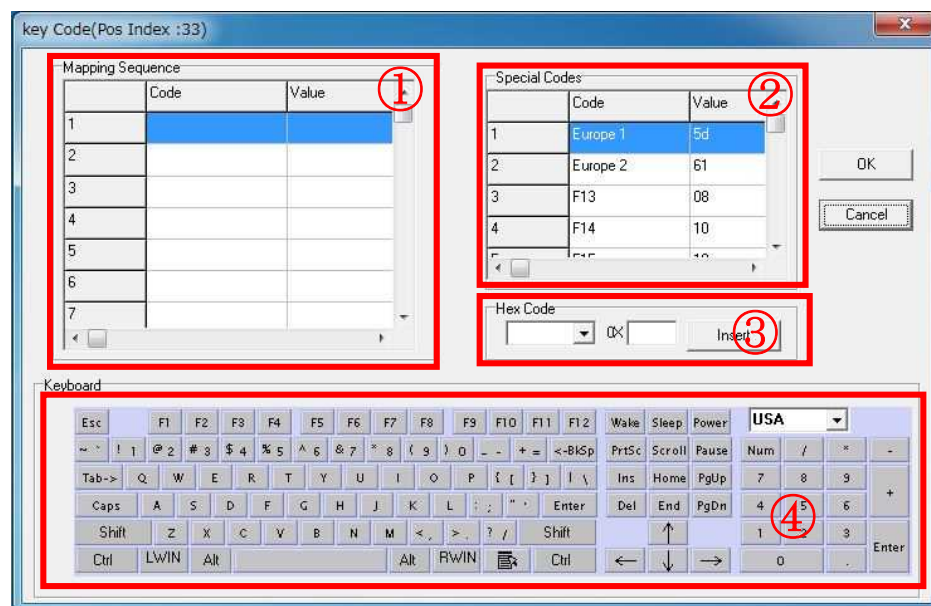 key Code(Pos Index :33)
Mapping Sequence
①
Code Value
1
2
3
4
5
6
7
Special Codes
②
Code Value
1 Europe 1 5d
2 Europe 2 61
3 F13 08
4 F14 10
OK
Cancel
Hex Code
0X Insert
③
Keyboard
Esc F1 F2 F3 F4 F5 F6 F7 F8 F9 F10 F11 F12 Wake Sleep Power USA
~ ` ! 1 @ 2 # 3 $ 4 % 5 ^ 6 & 7 * 8 ( 9 ) 0 _ - + = <-BkSp PrtSc Scroll Pause Num / * -
Tab-> Q W E R T Y U I O P { [ } ] | \ Ins Home PgUp 7 8 9 +
Caps A S D F G H J K L : ; " ' Enter Del End PgDn 4 5 6
④
Shift Z X C V B N M < , > . ? / Shift ↑ 1 2 3 Enter
Ctrl LWIN Alt Alt RWIN Ctrl ← ↓ → 0 .